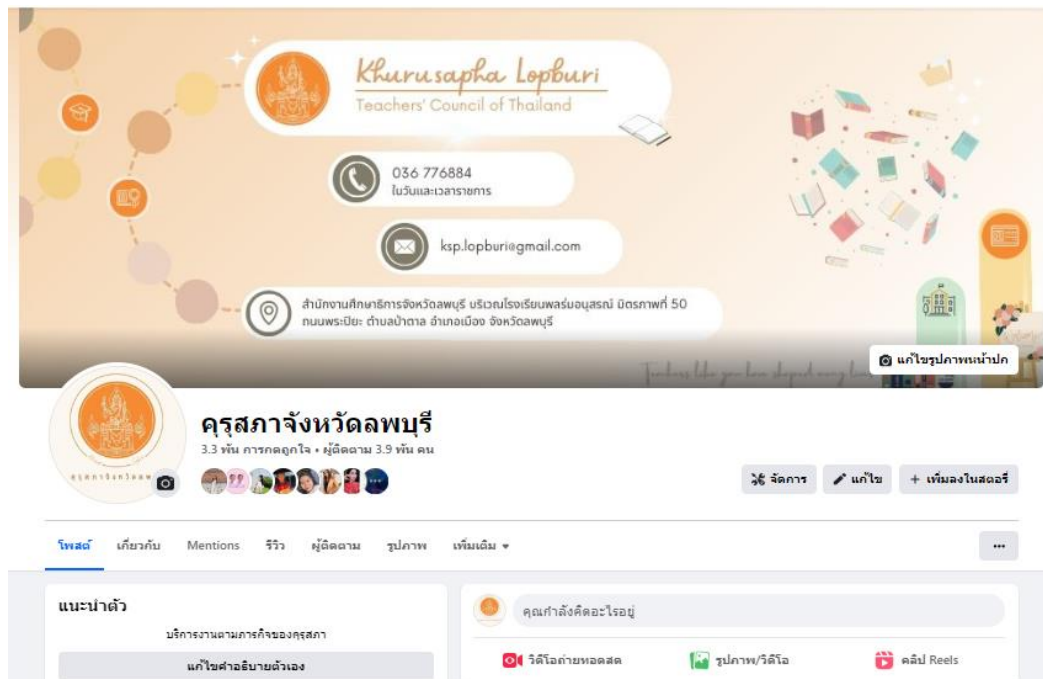 Khurusapha Lopburi
Teachers' Council of Thailand
036 776884
ในวันและเวลาราชการ
ksp.lopburi@gmail.com
สำนักงานศึกษาธิการจังหวัดลพบุรี บริเวณโรงเรียนพลร่มอนุสรณ์ มิตรภาพที่ 50
ถนนพระปิยะ ตำบลป่าตาล อำเภอเมือง จังหวัดลพบุรี
Teachers like you have shaped many lives
แก้ไขรูปภาพหน้าปก
คุรุสภาจังหวัดลพบุรี
3.3 พัน การกดถูกใจ • ผู้ติดตาม 3.9 พัน คน
จัดการ
แก้ไข
+ เพิ่มลงในสตอรี่
โพสต์ เกี่ยวกับ Mentions รีวิว ผู้ติดตาม รูปภาพ เพิ่มเติม
แนะนำตัว
บริการงานตามภารกิจของคุรุสภา
แก้ไขคำอธิบายตัวเอง
คุณกำลังคิดอะไรอยู่
วิดีโอถ่ายทอดสด
รูปภาพ/วิดีโอ
คลิป Reels